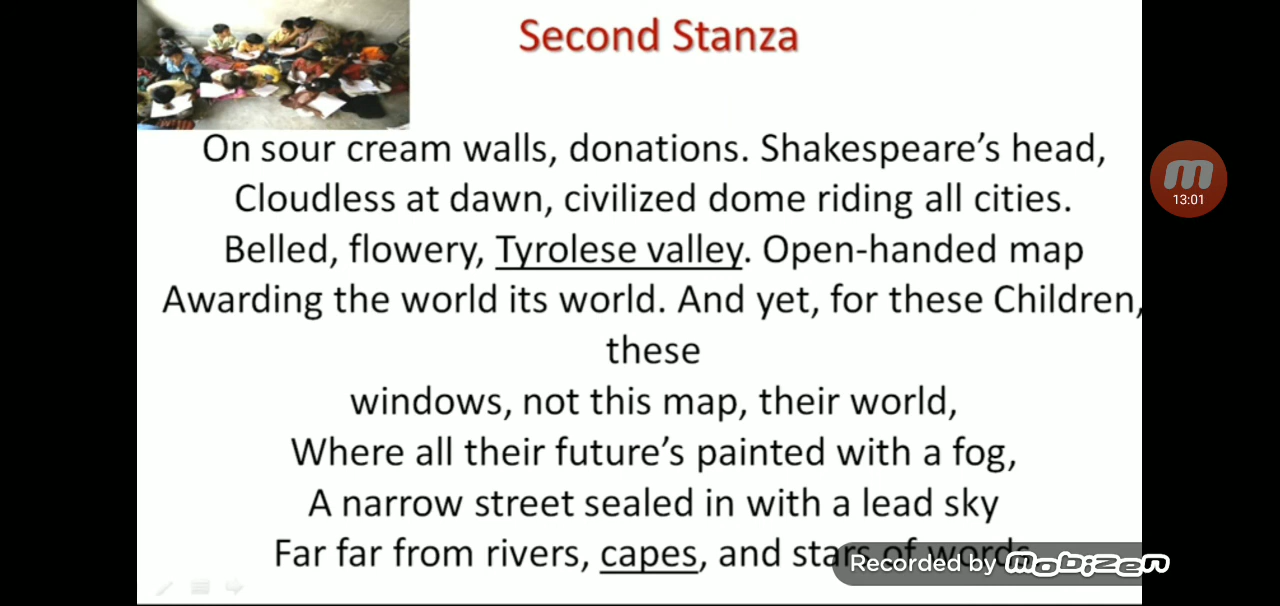 Second Stanza
On sour cream walls, donations. Shakespeare's head,
Cloudless at dawn, civilized dome riding all cities.
Belled, flowery, Tyrolese valley. Open-handed map
Awarding the world its world. And yet, for these Children,
these
windows, not this map, their world,
Where all their future's painted with a fog,
A narrow street sealed in with a lead sky
Far far from rivers, capes, and stars of words.
13:01
Recorded by mobizen